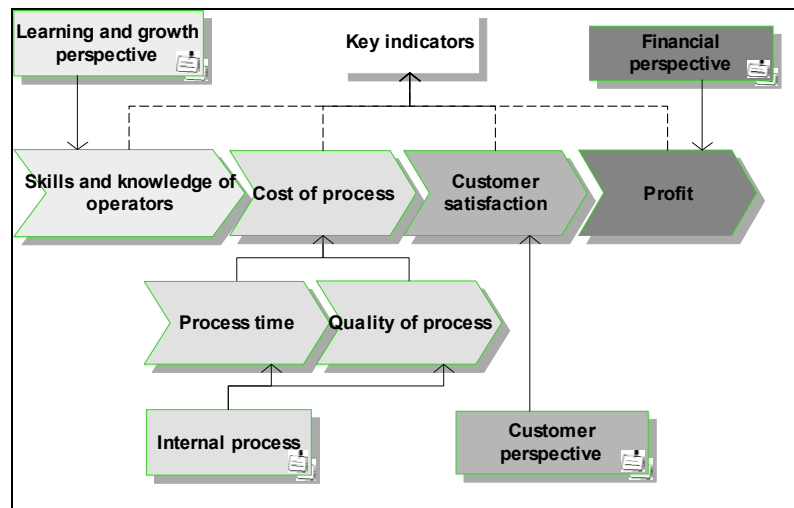 Learning and growth
perspective
Key indicators
Financial
perspective
Skills and knowledge of
operators
Cost of process
Customer
satisfaction
Profit
Process time
Quality of process
Internal process
Customer
perspective